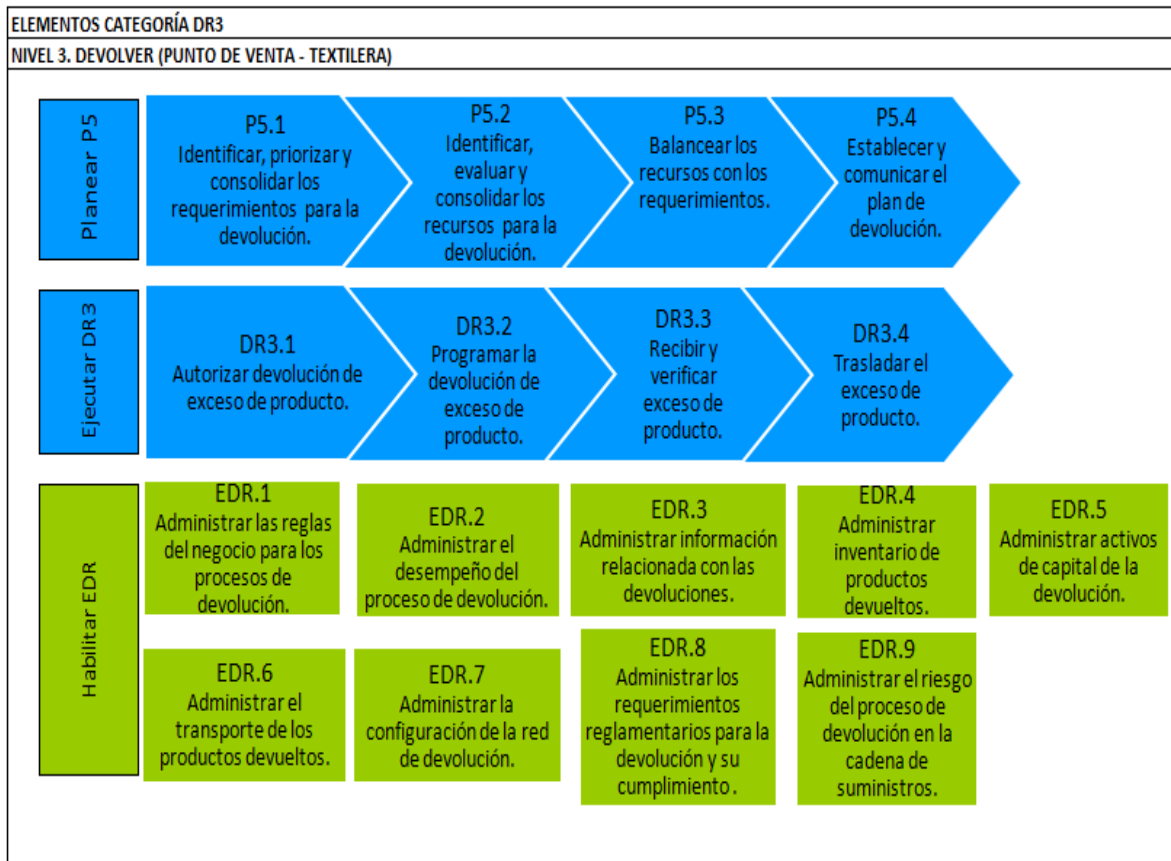 ELEMENTOS CATEGORÍA DR3
NIVEL 3. DEVOLVER (PUNTO DE VENTA - TEXTILERA)
Planear P5
P5.1
Identificar, priorizar y
consolidar los
requerimientos para la
devolución.
P5.2
Identificar,
evaluar y
consolidar los
recursos para la
devolución.
P5.3
Balancear los
recursos con los
requerimientos.
P5.4
Establecer y
comunicar el
plan de
devolución.
Ejecutar DR3
DR3.1
Autorizar devolución de
exceso de producto.
DR3.2
Programar la
devolución de
exceso de
producto.
DR3.3
Recibir y
verificar
exceso de
producto.
DR3.4
Trasladar el
exceso de
producto.
Habilitar EDR
EDR.1
Administrar las reglas
del negocio para los
procesos de
devolución.
EDR.2
Administrar el
desempeño del
proceso de devolución.
EDR.3
Administrar información
relacionada con las
devoluciones.
EDR.4
Administrar
inventario de
productos
devueltos.
EDR.5
Administrar activos
de capital de la
devolución.
EDR.6
Administrar el
transporte de los
productos devueltos.
EDR.7
Administrar la
configuración de la red
de devolución.
EDR.8
Administrar los
requerimientos
reglamentarios para la
devolución y su
cumplimiento .
EDR.9
Administrar el riesgo
del proceso de
devolución en la
cadena de
suministros.